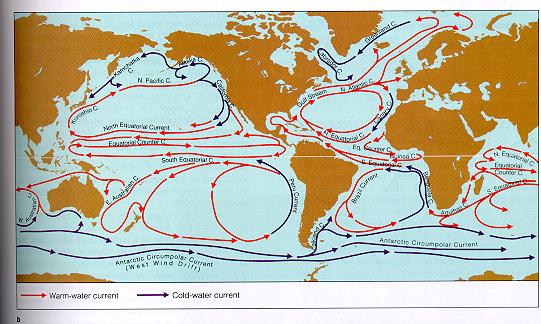 Greenland C.
Labrador C.
Kamchatka C.
Alaska C.
N. Pacific C.
California C.
Gulf Stream
N. Atlantic C.
Canary C.
Kuroshio C.
North Equatorial Current
N. Equatorial C.
Equatorial Counter C.
Eq. Counter C.
Guinea C.
N. Equatorial C.
Equatorial Counter C.
South Equatorial C.
S. Equatorial C.
S. Equatorial C.
E. Australian C.
W. Australian C.
Peru Current
Brazil Current
Benguela C.
Agulhas C.
Falkland C.
Antarctic Circumpolar Current
(West Wind Drift)
Antarctic Circumpolar Current
Warm-water current
Cold-water current
b